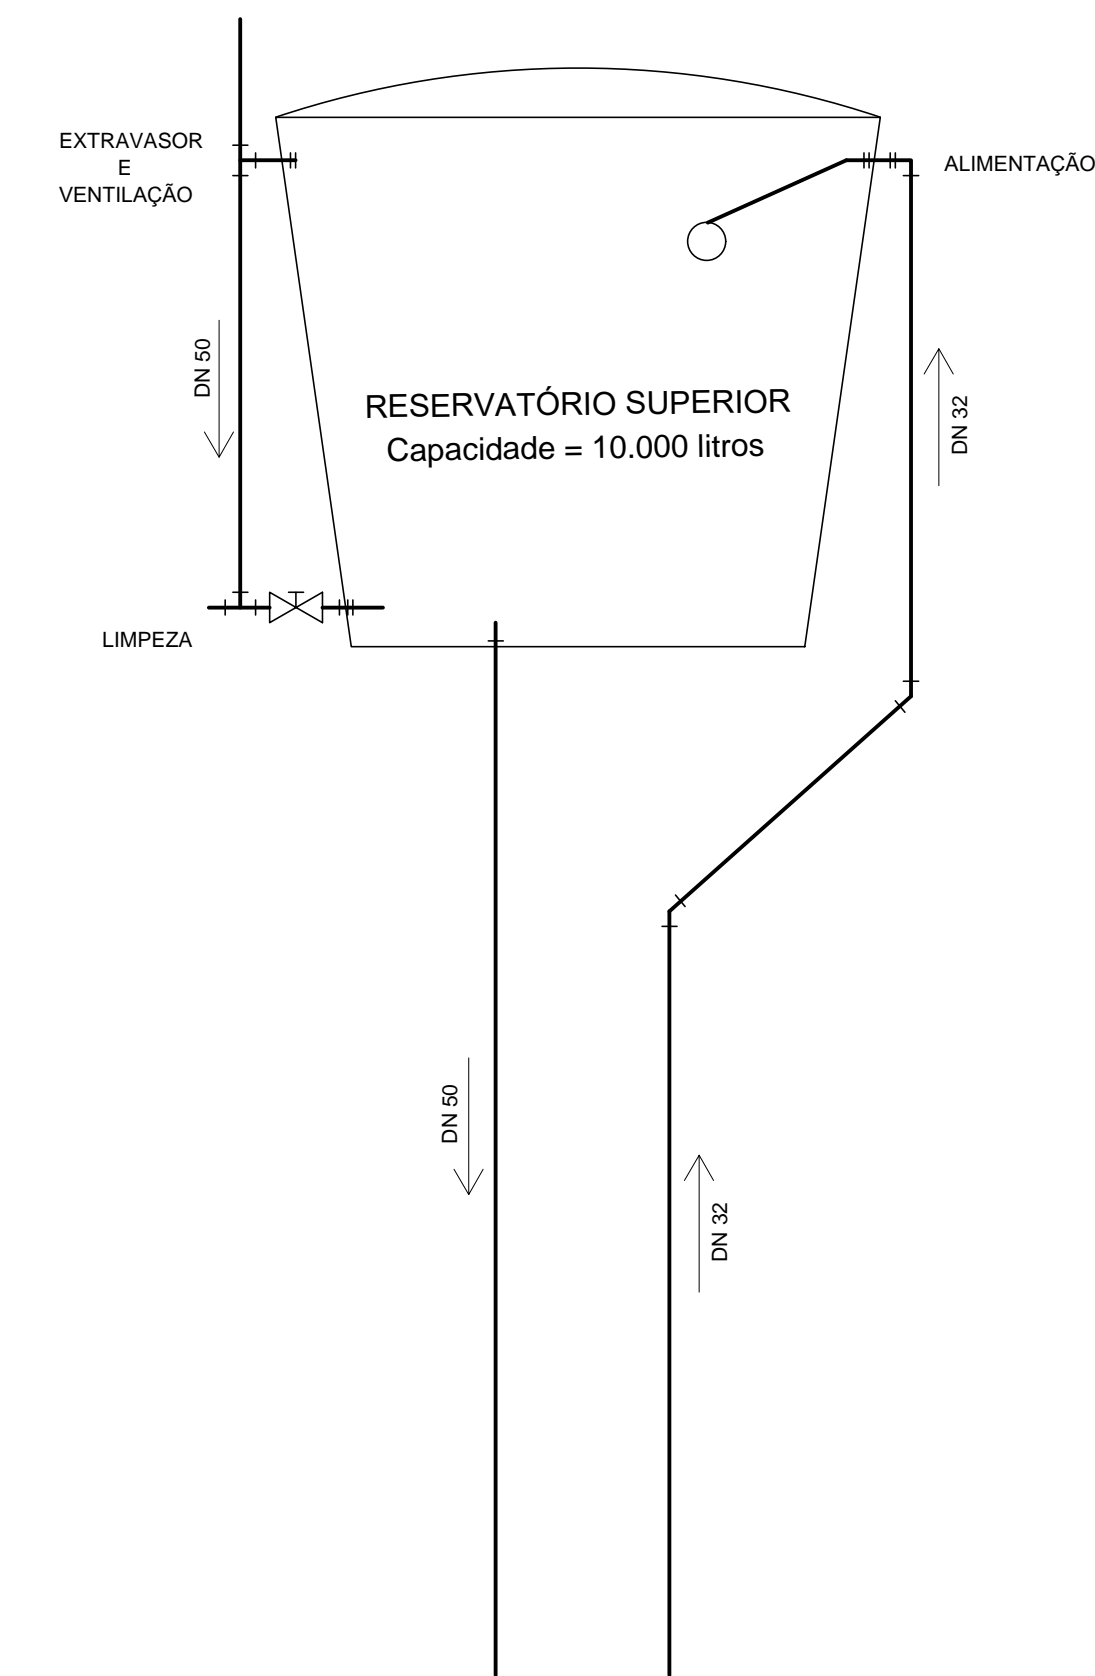 EXTRAVASOR
E
VENTILAÇÃO
ALIMENTAÇÃO
DN 50
RESERVATÓRIO SUPERIOR
Capacidade = 10.000 litros
DN 32
LIMPEZA
DN 50
DN 32